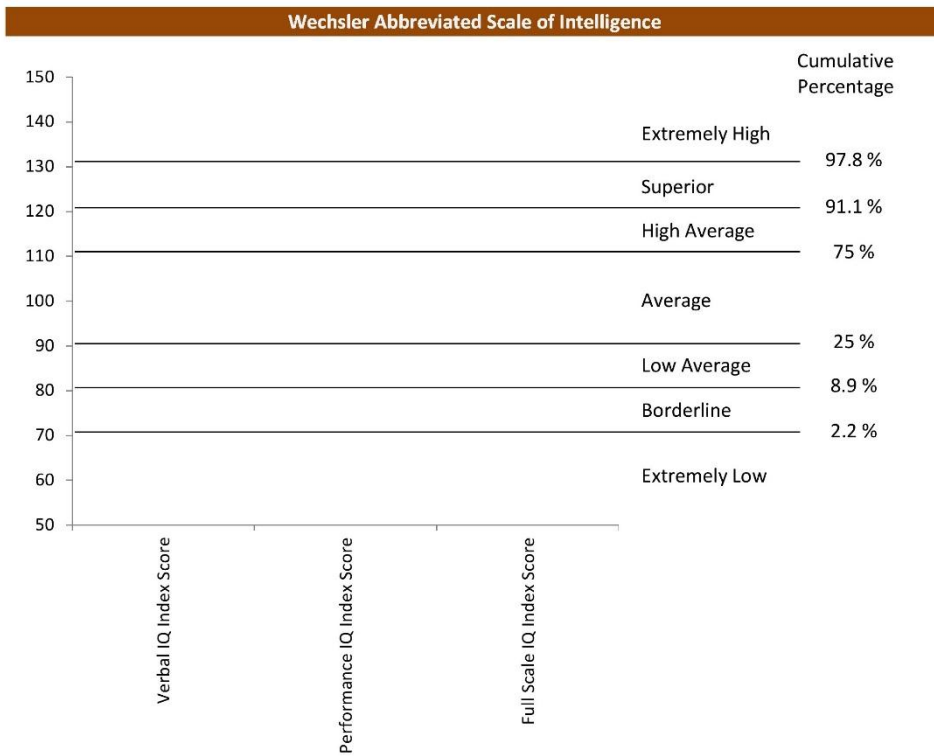 Wechsler Abbreviated Scale of Intelligence
Cumulative
Percentage
150
140
Extremely High
130
97.8 %
Superior
120
91.1 %
High Average
110
75 %
100
Average
90
25 %
Low Average
80
8.9 %
Borderline
70
2.2 %
60
Extremely Low
50
Verbal IQ Index Score
Performance IQ Index Score
Full Scale IQ Index Score